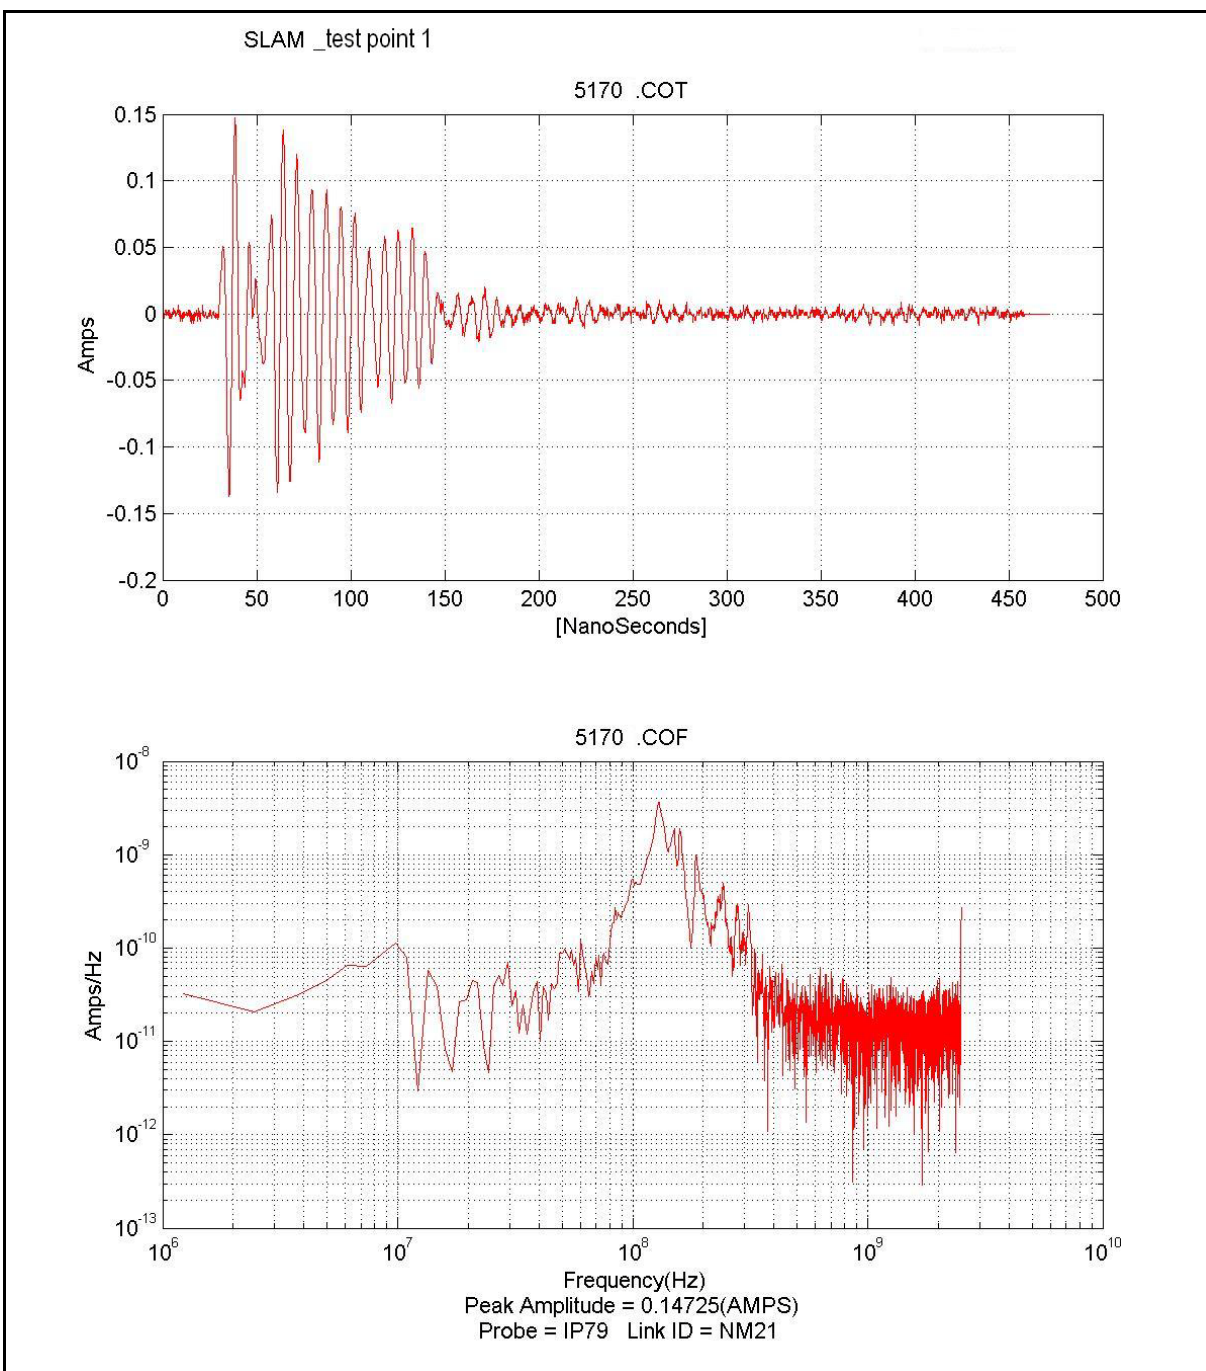 SLAM _test point 1
5170 .COT
0.15
0.1
0.05
0
-0.05
-0.1
-0.15
-0.2
Amps
0 50 100 150 200 250 300 350 400 450 500
[NanoSeconds]
5170 .COF
10^-8
10^-9
10^-10
10^-11
10^-12
10^-13
Amps/Hz
10^6 10^7 10^8 10^9 10^10
Frequency(Hz)
Peak Amplitude = 0.14725(AMPS)
Probe = IP79 Link ID = NM21